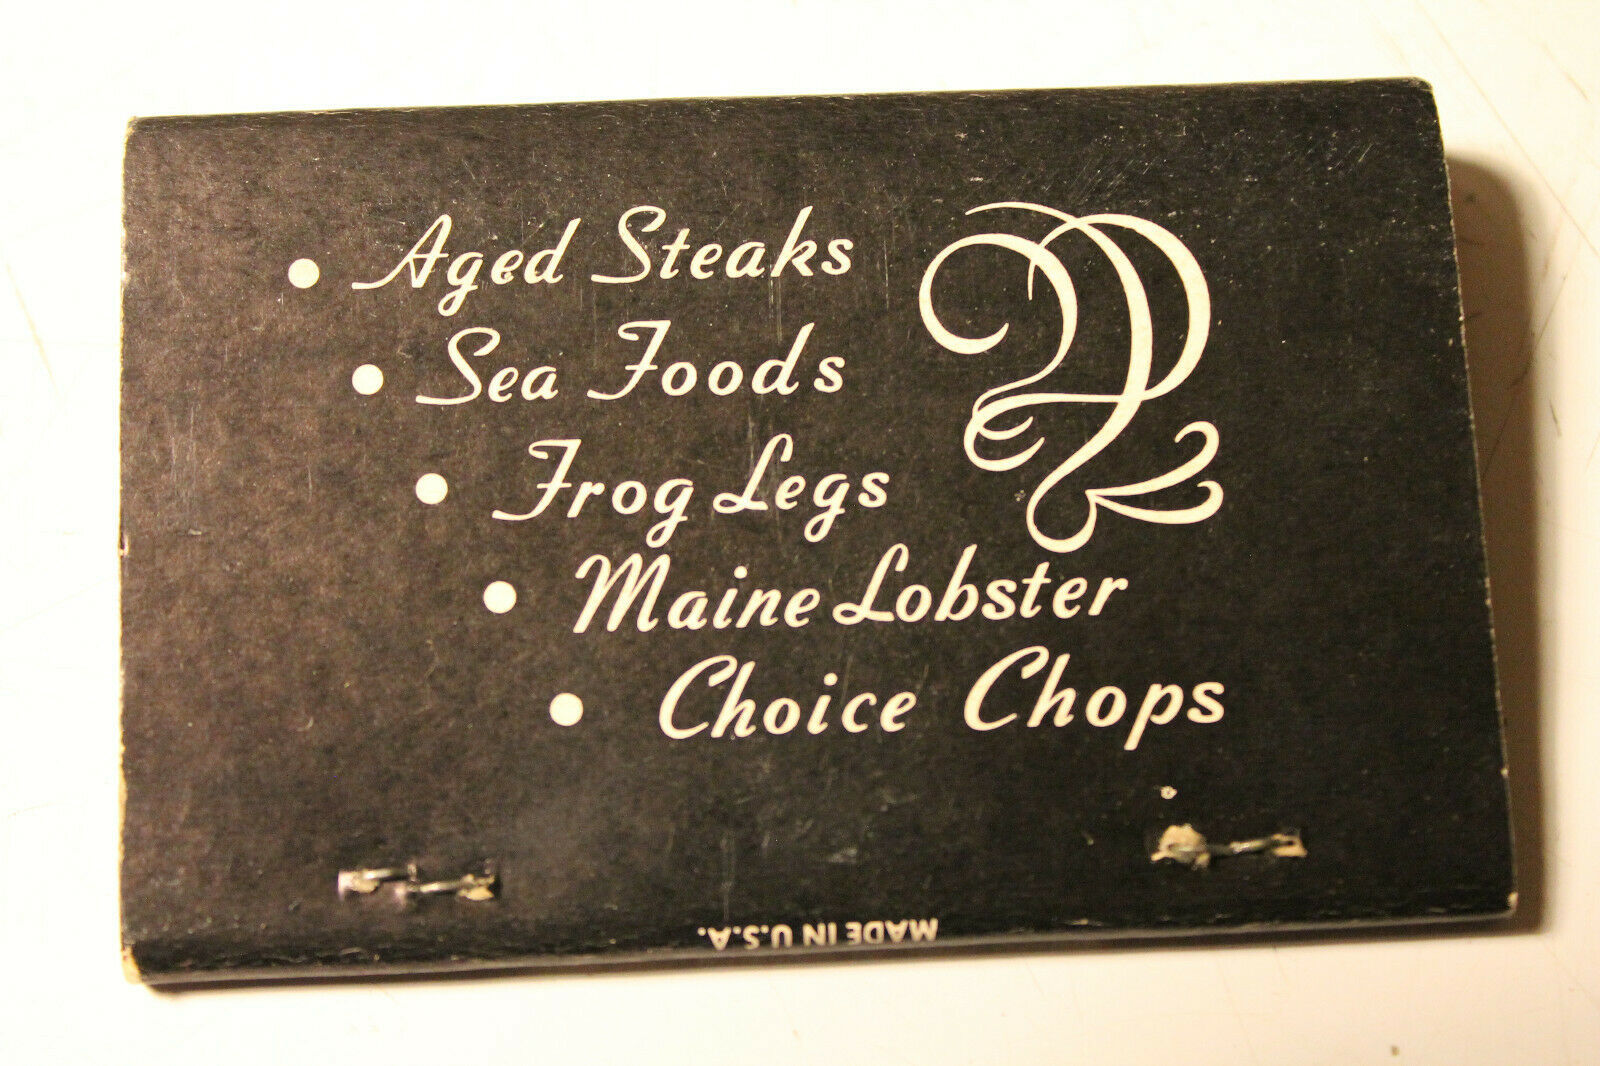 • Aged Steaks
• Sea Foods
• Frog Legs
• Maine Lobster
• Choice Chops
MADE IN U.S.A.